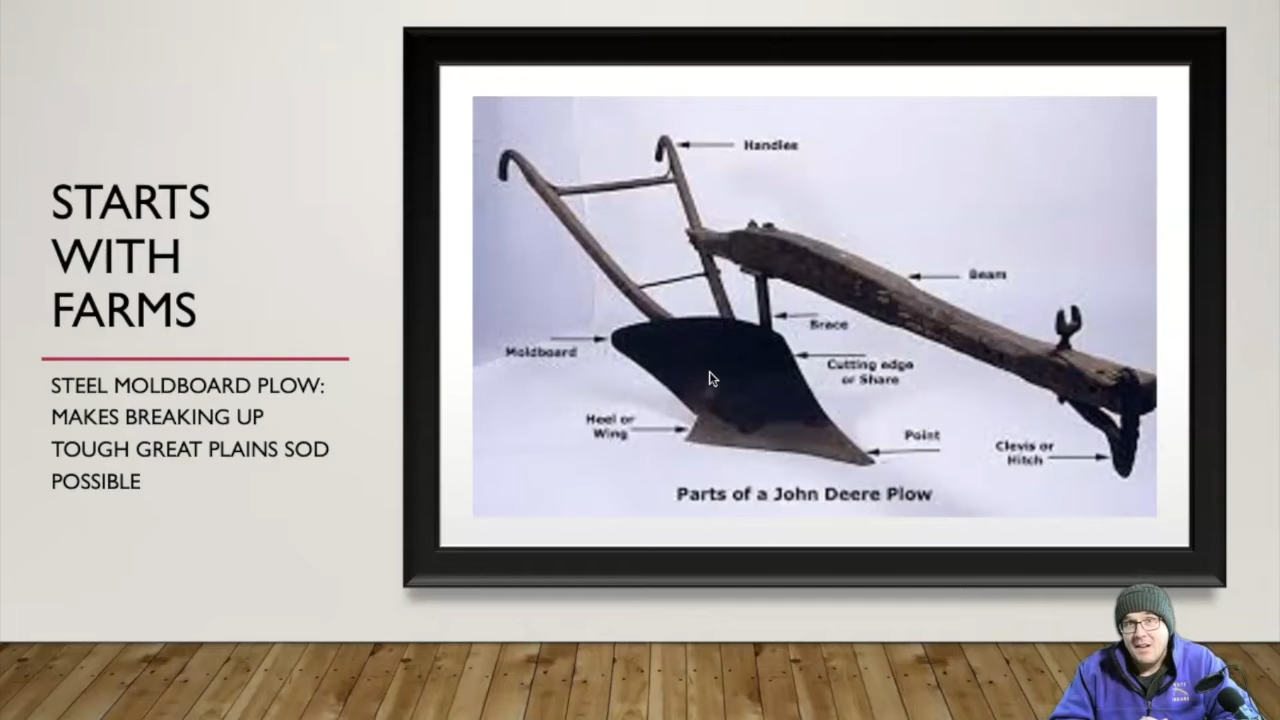 STARTS
WITH
FARMS
STEEL MOLDBOARD PLOW:
MAKES BREAKING UP
TOUGH GREAT PLAINS SOD
POSSIBLE
Handles
Beam
Brace
Moldboard
Cutting edge
or Share
Heel or
Wing
Point
Clevis or
Hitch
Parts of a John Deere Plow